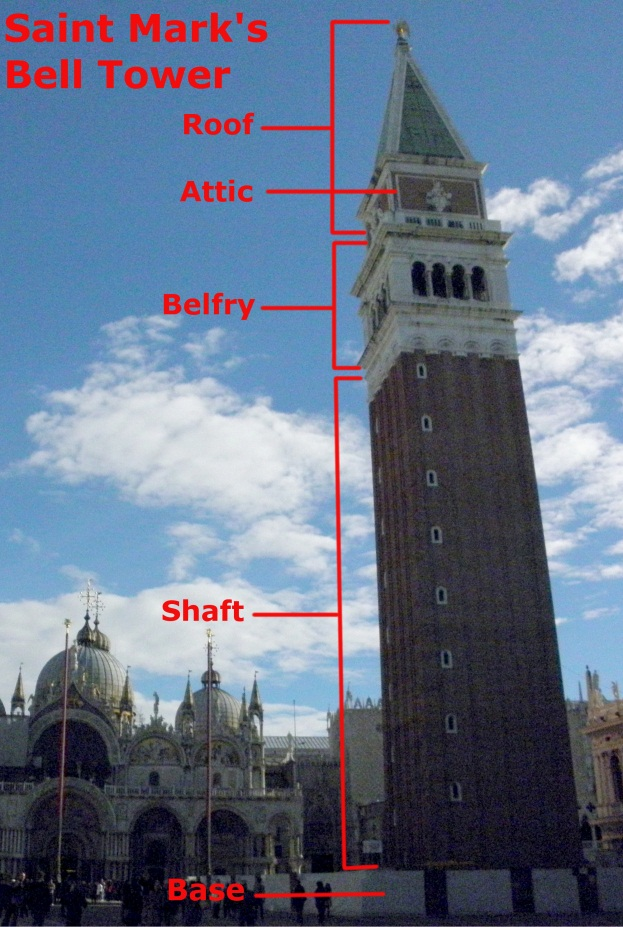 Saint Mark's
Bell Tower
Roof
Attic
Belfry
Shaft
Base